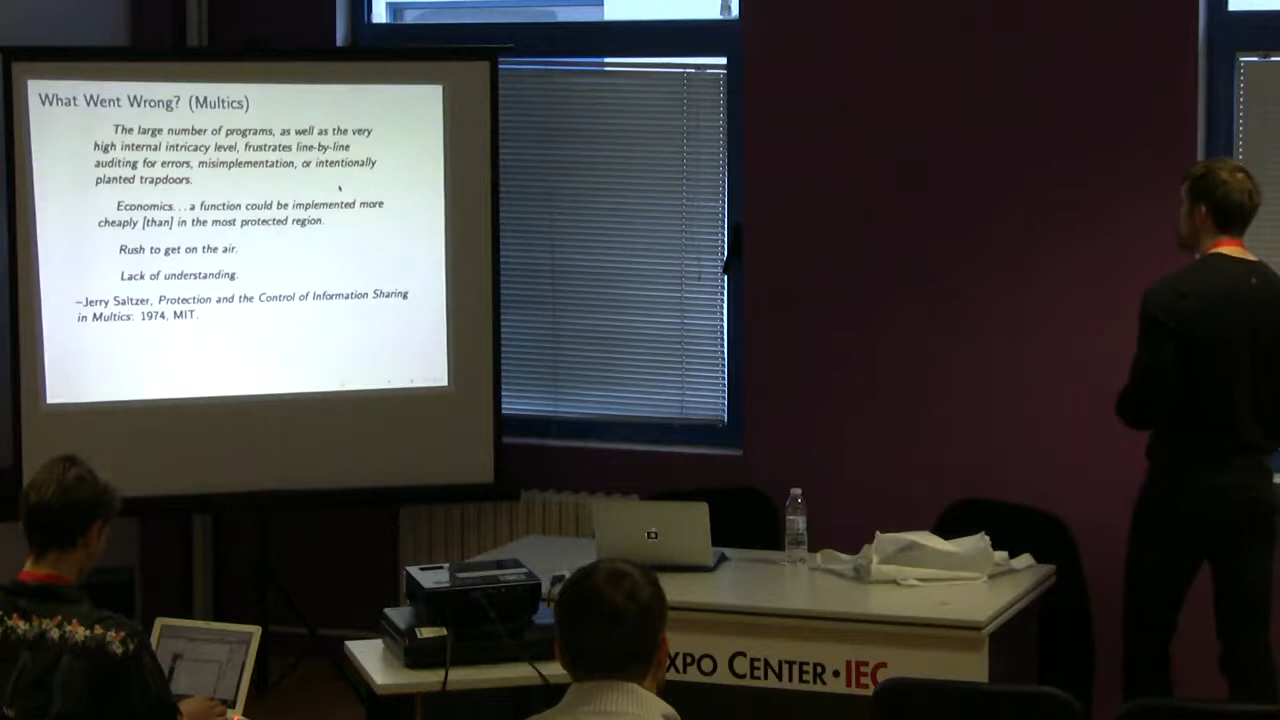 What Went Wrong? (Multics)
The large number of programs, as well as the very
high internal intricacy level, frustrates line-by-line
auditing for errors, misimplementation, or intentionally
planted trapdoors.
Economics...a function could be implemented more
cheaply [than] in the most protected region.
Rush to get on the air.
Lack of understanding.
–Jerry Saltzer, Protection and the Control of Information Sharing
in Multics: 1974, MIT.
XPO CENTER·IEC